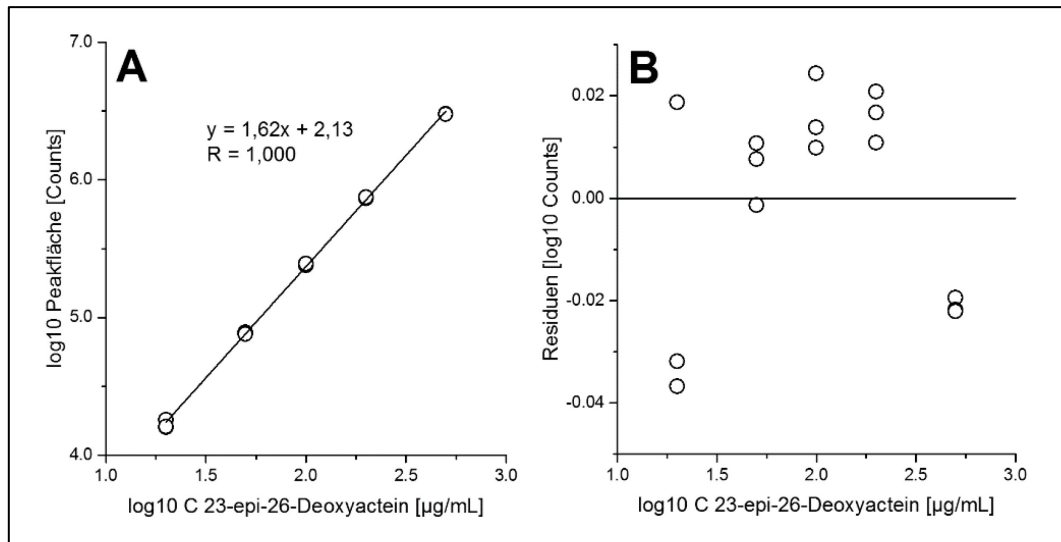 A
7.0
6.0
5.0
4.0
log10 Peakfläche [Counts]
y = 1,62x + 2,13
R = 1,000
1.0 1.5 2.0 2.5 3.0
log10 C 23-epi-26-Deoxyactein [µg/mL]
B
0.02
0.00
-0.02
-0.04
Residuen [log10 Counts]
1.0 1.5 2.0 2.5 3.0
log10 C 23-epi-26-Deoxyactein [µg/mL]